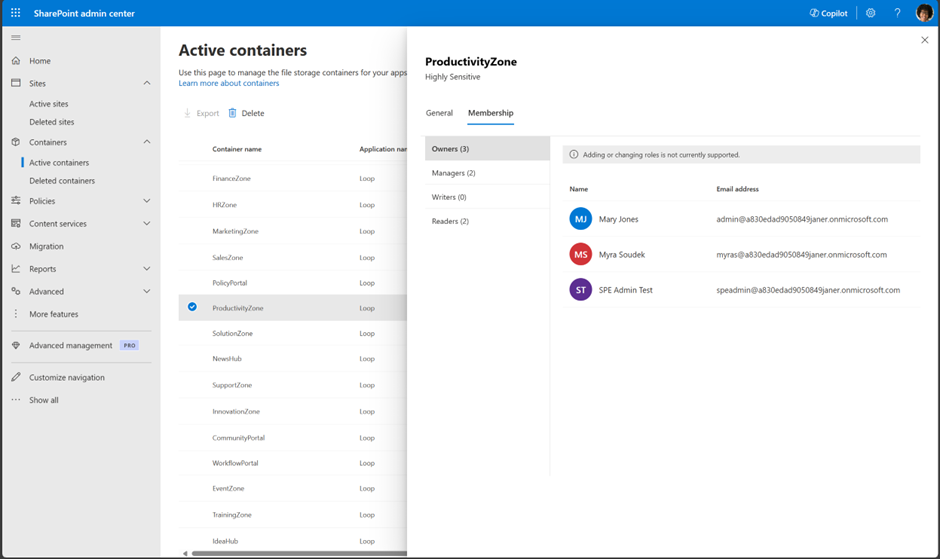 SharePoint admin center
Copilot
?
Home
Sites
Active sites
Deleted sites
Containers
Active containers
Deleted containers
Policies
Content services
Migration
Reports
Advanced
More features
Advanced management PRO
Customize navigation
Show all
Active containers
Use this page to manage the file storage containers for your apps
Learn more about containers
Export Delete
Container name Application nam
FinanceZone Loop
HRZone Loop
MarketingZone Loop
SalesZone Loop
PolicyPortal Loop
ProductivityZone Loop
SolutionZone Loop
NewsHub Loop
SupportZone Loop
InnovationZone Loop
CommunityPortal Loop
WorkflowPortal Loop
EventZone Loop
TrainingZone Loop
IdeaHub Loop
ProductivityZone
Highly Sensitive
General Membership
Owners (3)
Managers (2)
Writers (0)
Readers (2)
Adding or changing roles is not currently supported.
Name Email address
MJ Mary Jones admin@a830edad9050849janer.onmicrosoft.com
MS Myra Soudek myras@a830edad9050849janer.onmicrosoft.com
ST SPE Admin Test speadmin@a830edad9050849janer.onmicrosoft.com